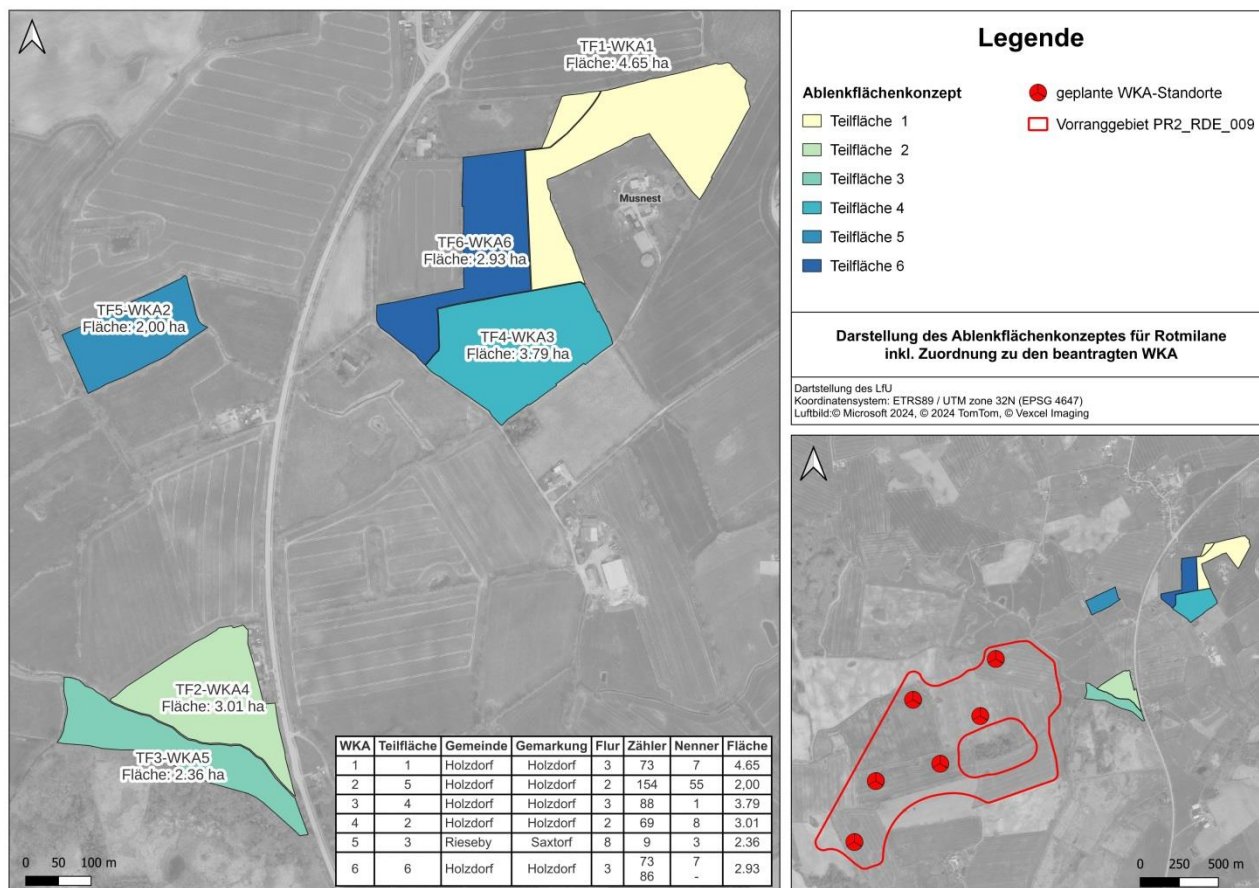 TF1-WKA1
Fläche: 4.65 ha
Musnest
TF6-WKA6
Fläche: 2.93 ha
TF5-WKA2
Fläche: 2,00 ha
TF4-WKA3
Fläche: 3.79 ha
TF2-WKA4
Fläche: 3.01 ha
TF3-WKA5
Fläche: 2.36 ha
WKA Teilfläche Gemeinde Gemarkung Flur Zähler Nenner Fläche
1 1 Holzdorf Holzdorf 3 73 7 4.65
2 5 Holzdorf Holzdorf 2 154 55 2,00
3 4 Holzdorf Holzdorf 3 88 1 3.79
4 2 Holzdorf Holzdorf 2 69 8 3.01
5 3 Rieseby Saxtorf 8 9 3 2.36
6 6 Holzdorf Holzdorf 3 73 7 2.93
86 -
0 50 100 m
Legende
Ablenkflächenkonzept
Teilfläche 1
Teilfläche 2
Teilfläche 3
Teilfläche 4
Teilfläche 5
Teilfläche 6
geplante WKA-Standorte
Vorranggebiet PR2_RDE_009
Darstellung des Ablenkflächenkonzeptes für Rotmilane
inkl. Zuordnung zu den beantragten WKA
Dartstellung des LfU
Koordinatensystem: ETRS89 / UTM zone 32N (EPSG 4647)
Luftbild:© Microsoft 2024, © 2024 TomTom, © Vexcel Imaging
0 250 500 m